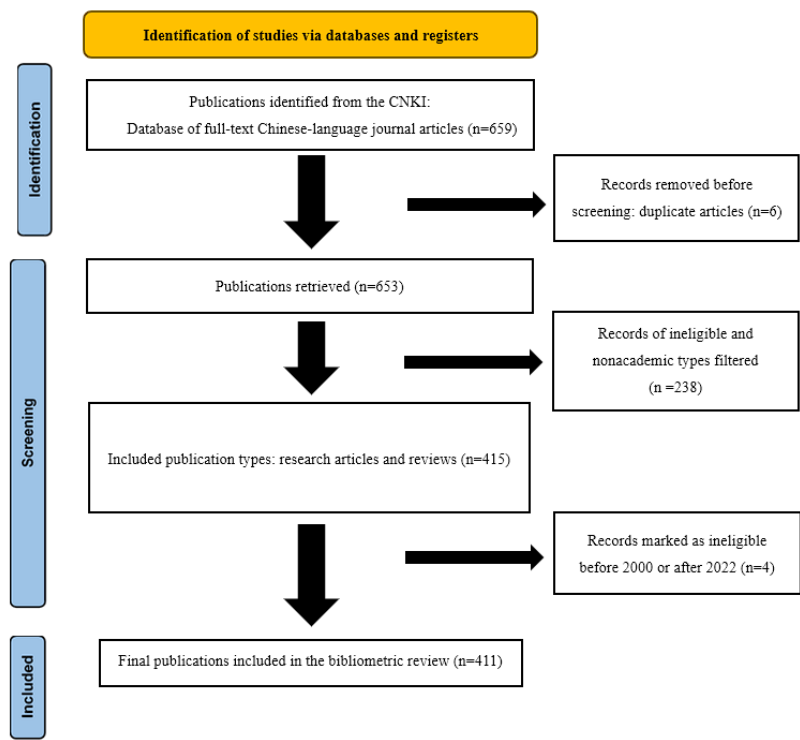 Identification of studies via databases and registers
Identification
Publications identified from the CNKI:
Database of full-text Chinese-language journal articles (n=659)
Records removed before
screening: duplicate articles (n=6)
Screening
Publications retrieved (n=653)
Records of ineligible and
nonacademic types filtered
(n =238)
Included publication types: research articles and reviews (n=415)
Records marked as ineligible
before 2000 or after 2022 (n=4)
Included
Final publications included in the bibliometric review (n=411)